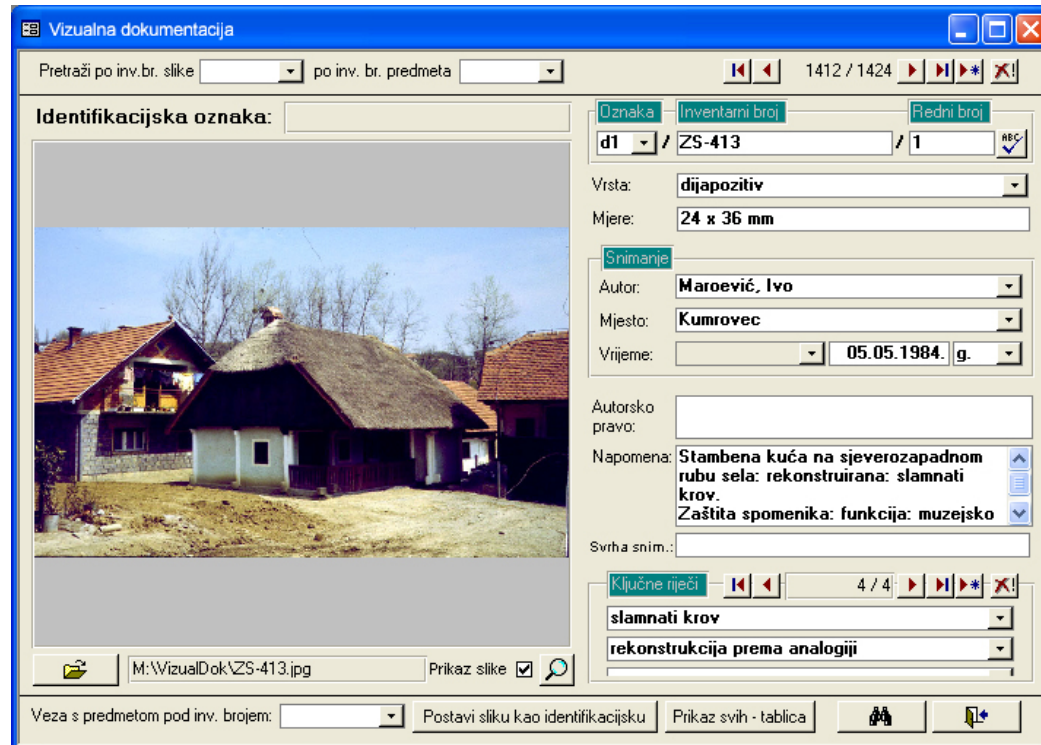 Vizualna dokumentacija
Pretraži po inv.br. slike po inv. br. predmeta 1412 / 1424
Identifikacijska oznaka:
Oznaka Inventarni broj Redni broj
d1 / ZS-413 / 1 ABC
Vrsta: dijapozitiv
Mjere: 24 x 36 mm
Snimanje
Autor: Maroević, Ivo
Mjesto: Kumrovec
Vrijeme: 05.05.1984. g.
Autorsko
pravo:
Napomena: Stambena kuća na sjeverozapadnom
rubu sela: rekonstruirana: slamnati
krov.
Zaštita spomenika: funkcija: muzejsko
Svrha snim.:
Ključne riječi 4 / 4
slamnati krov
rekonstrukcija prema analogiji
M:\VizualDok\ZS-413.jpg Prikaz slike
Veza s predmetom pod inv. brojem: Postavi sliku kao identifikacijsku Prikaz svih - tablica